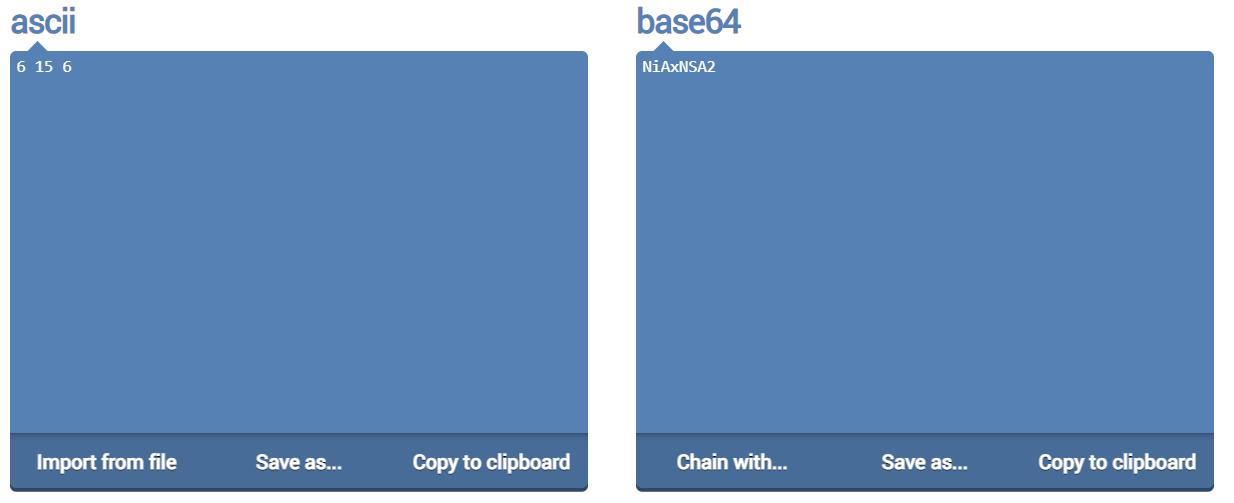 ascii
6 15 6
Import from file
Save as...
Copy to clipboard
base64
NiAxNSA2
Chain with...
Save as...
Copy to clipboard